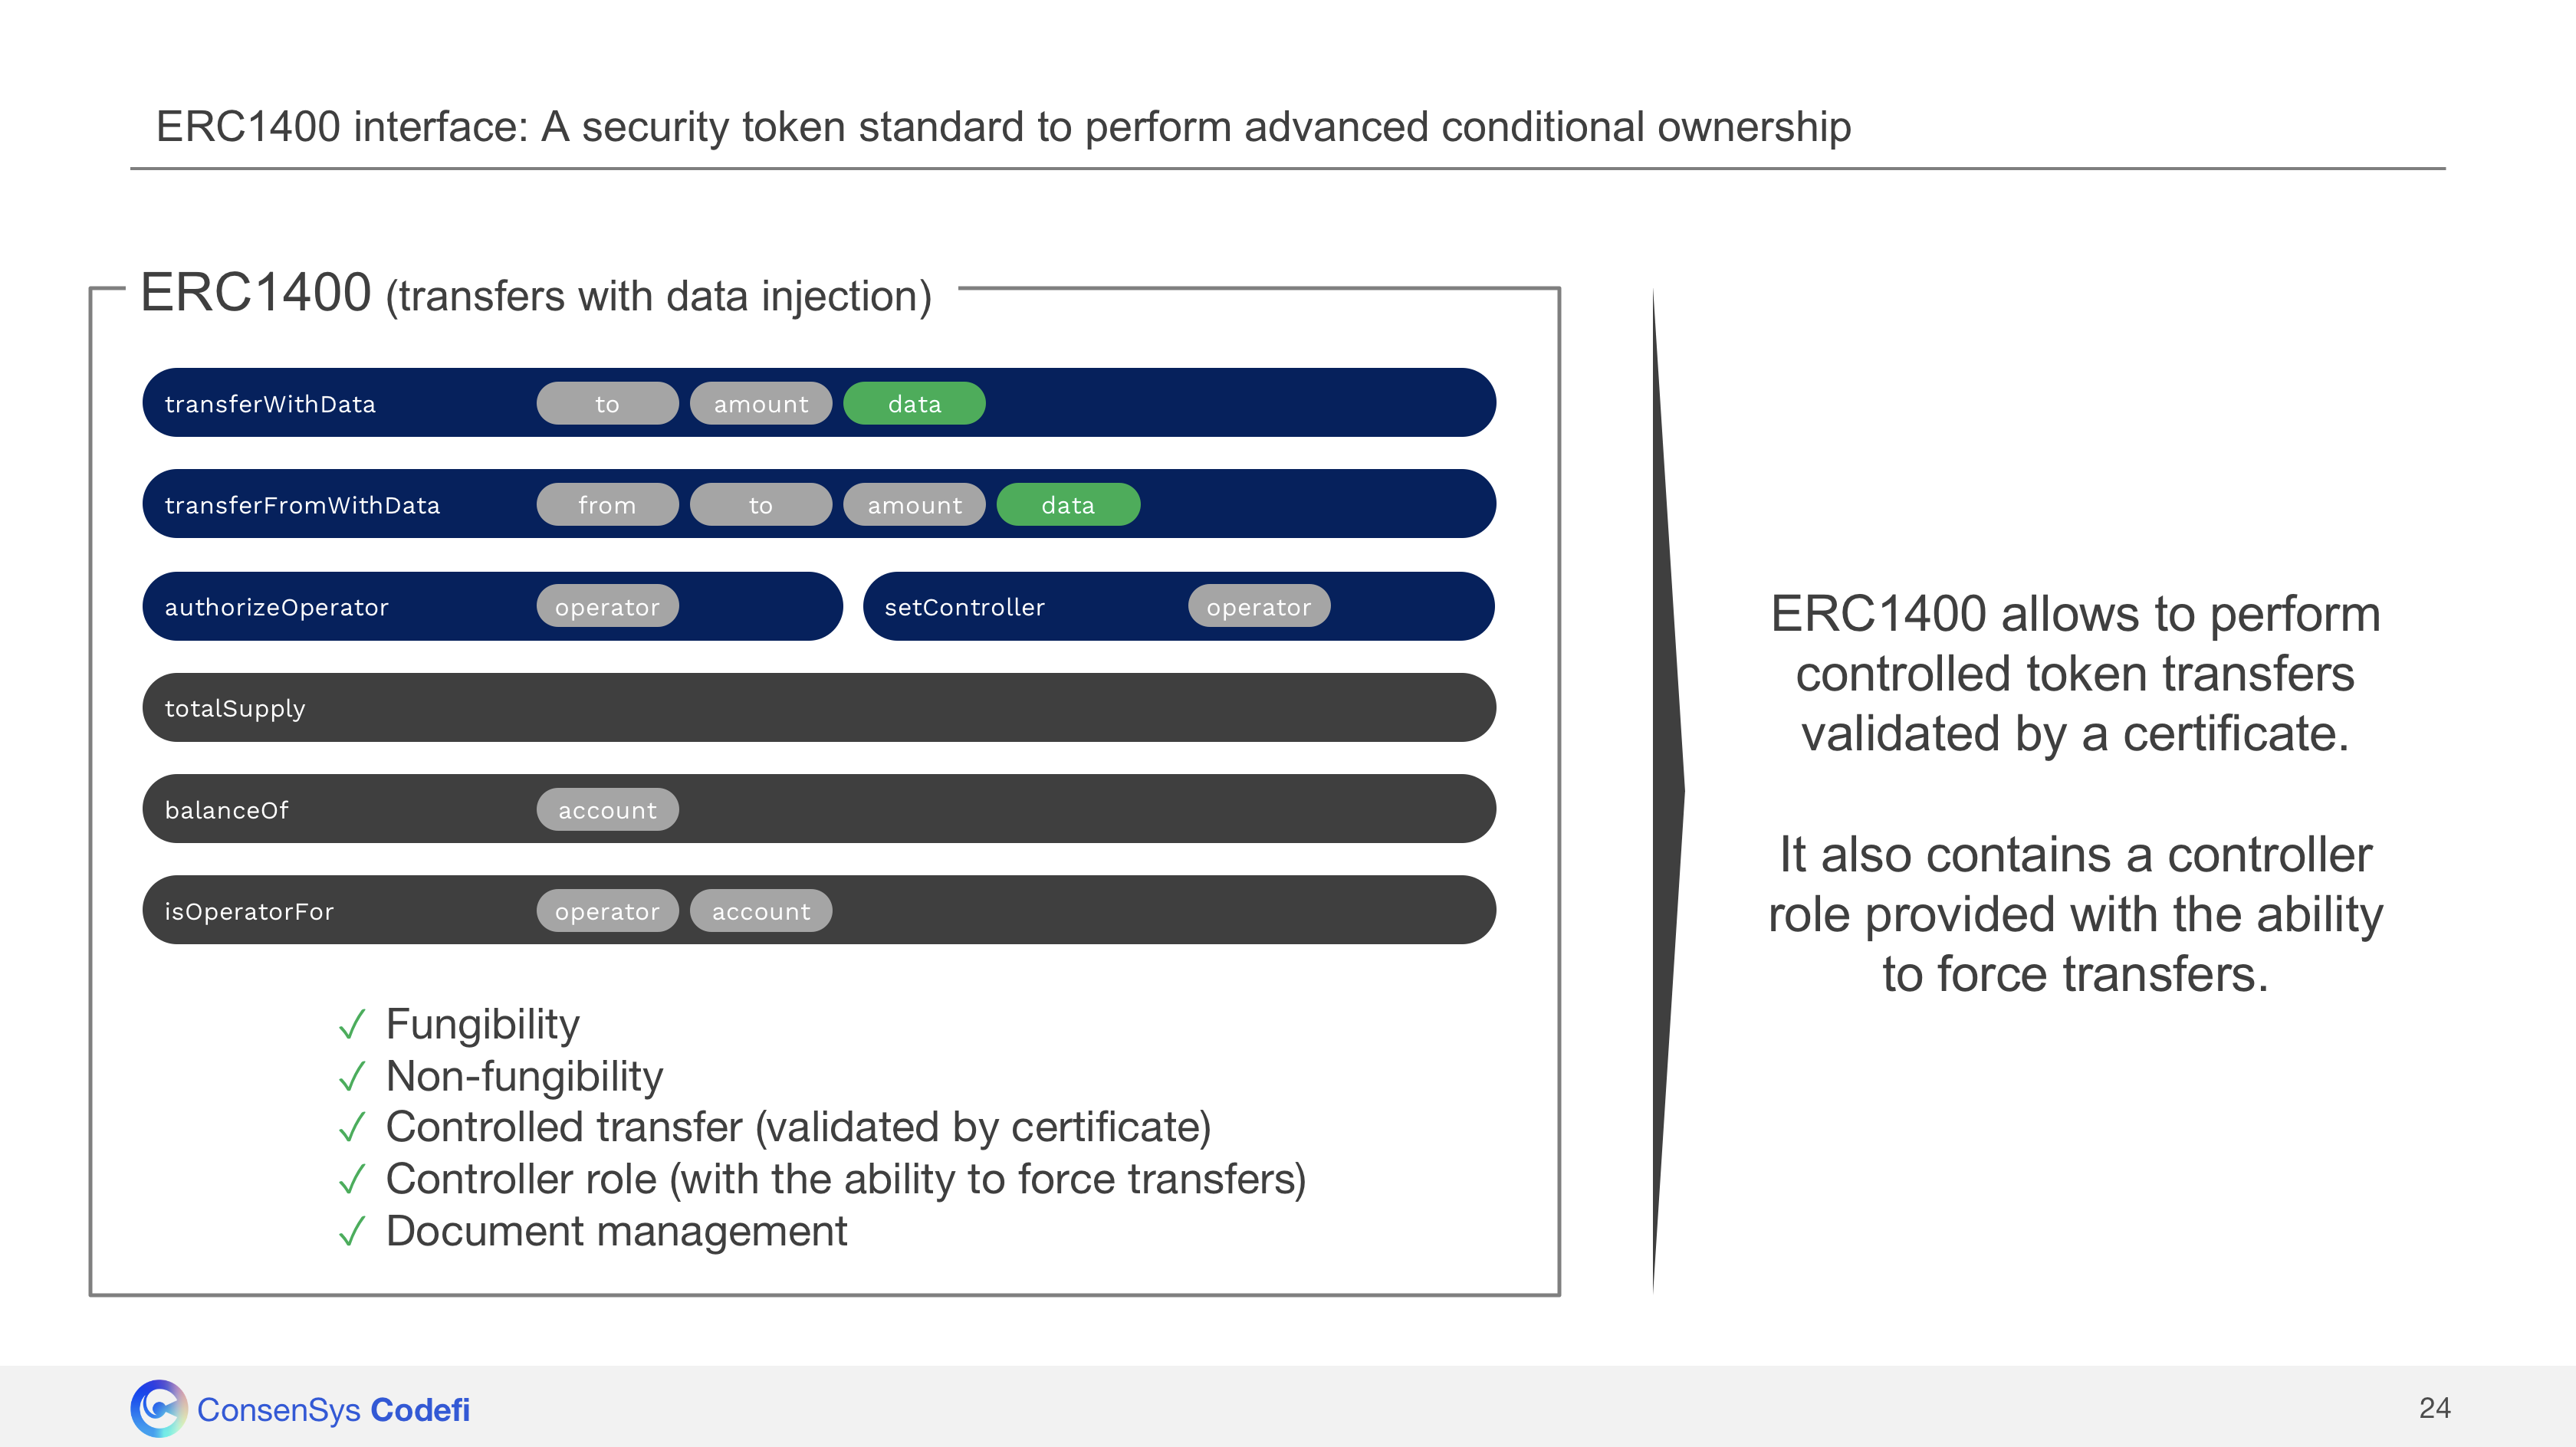 ERC1400 interface: A security token standard to perform advanced conditional ownership
ERC1400 (transfers with data injection)
transferWithData to amount data
transferFromWithData from to amount data
authorizeOperator operator setController operator
totalSupply
balanceOf account
isOperatorFor operator account
✓ Fungibility
✓ Non-fungibility
✓ Controlled transfer (validated by certificate)
✓ Controller role (with the ability to force transfers)
✓ Document management
ERC1400 allows to perform
controlled token transfers
validated by a certificate.
It also contains a controller
role provided with the ability
to force transfers.
ConsenSys Codefi
24